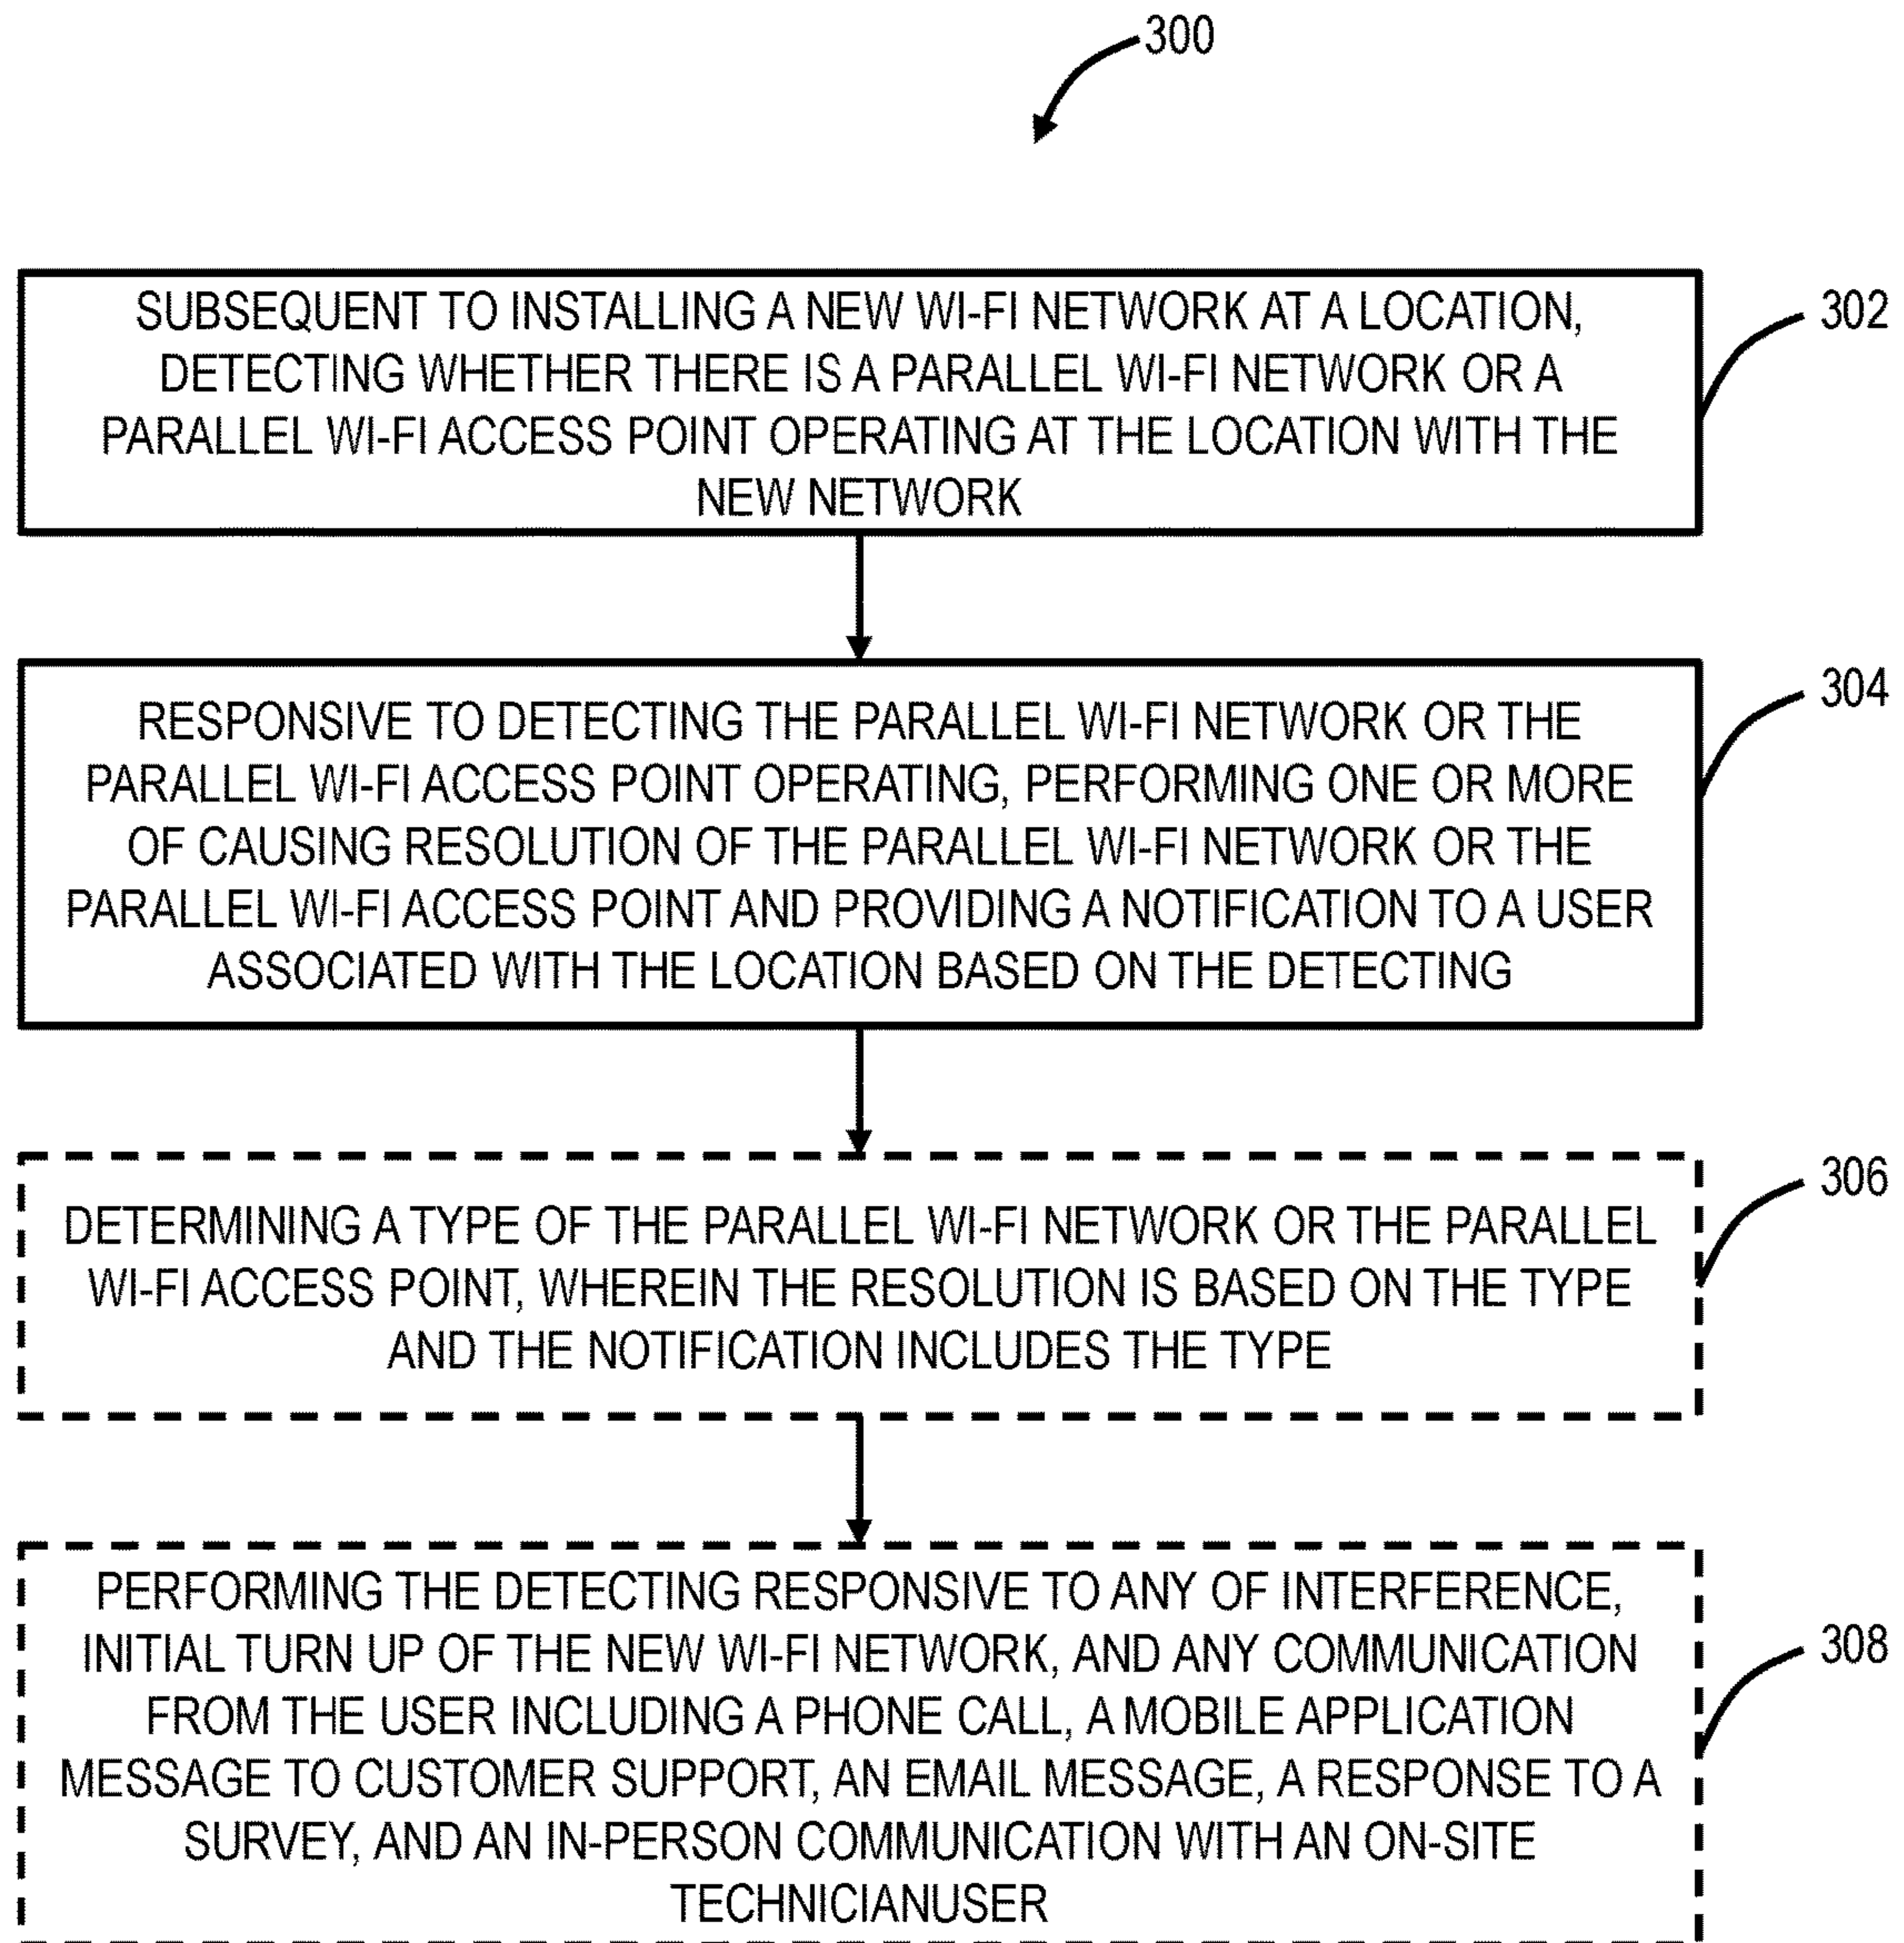 300
SUBSEQUENT TO INSTALLING A NEW WI-FI NETWORK AT A LOCATION,
DETECTING WHETHER THERE IS A PARALLEL WI-FI NETWORK OR A
PARALLEL WI-FI ACCESS POINT OPERATING AT THE LOCATION WITH THE
NEW NETWORK
302
RESPONSIVE TO DETECTING THE PARALLEL WI-FI NETWORK OR THE
PARALLEL WI-FI ACCESS POINT OPERATING, PERFORMING ONE OR MORE
OF CAUSING RESOLUTION OF THE PARALLEL WI-FI NETWORK OR THE
PARALLEL WI-FI ACCESS POINT AND PROVIDING A NOTIFICATION TO A USER
ASSOCIATED WITH THE LOCATION BASED ON THE DETECTING
304
DETERMINING A TYPE OF THE PARALLEL WI-FI NETWORK OR THE PARALLEL
WI-FI ACCESS POINT, WHEREIN THE RESOLUTION IS BASED ON THE TYPE
AND THE NOTIFICATION INCLUDES THE TYPE
306
PERFORMING THE DETECTING RESPONSIVE TO ANY OF INTERFERENCE,
INITIAL TURN UP OF THE NEW WI-FI NETWORK, AND ANY COMMUNICATION
FROM THE USER INCLUDING A PHONE CALL, A MOBILE APPLICATION
MESSAGE TO CUSTOMER SUPPORT, AN EMAIL MESSAGE, A RESPONSE TO A
SURVEY, AND AN IN-PERSON COMMUNICATION WITH AN ON-SITE
TECHNICIANUSER
308